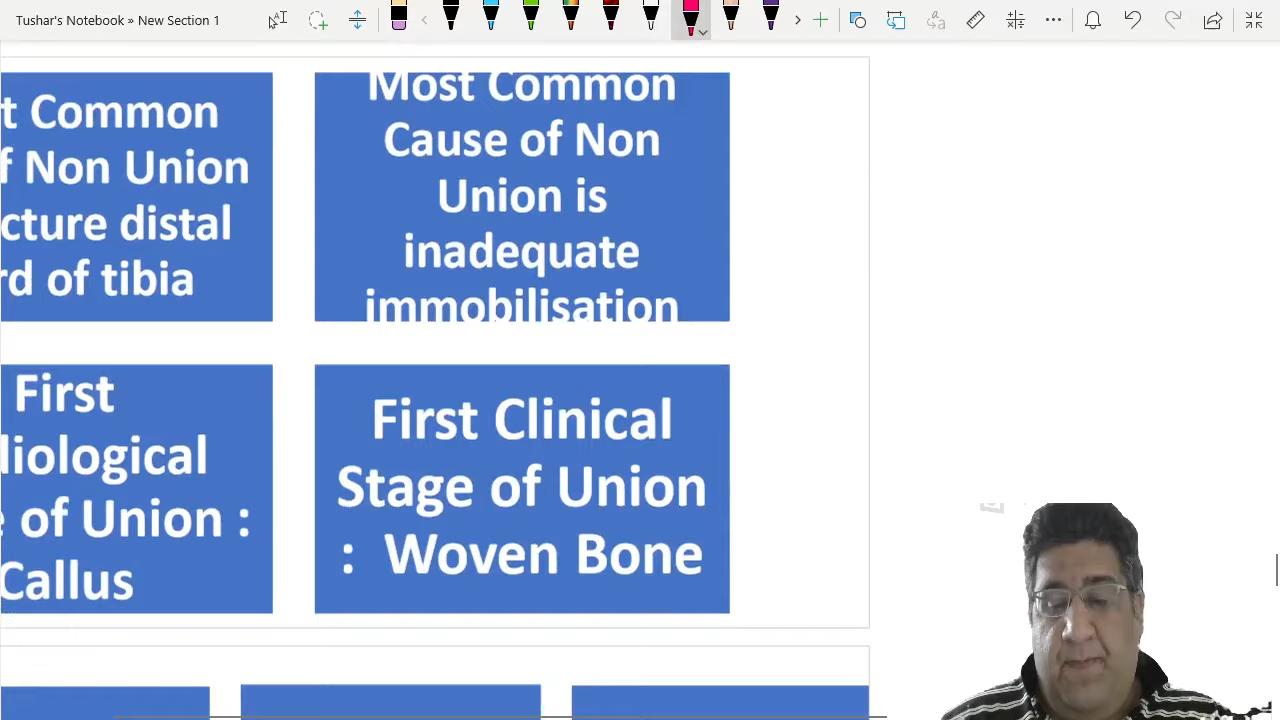 Tushar's Notebook » New Section 1
t Common
f Non Union
cture distal
rd of tibia
Most Common
Cause of Non
Union is
inadequate
immobilisation
First
liological
e of Union :
Callus
First Clinical
Stage of Union
: Woven Bone